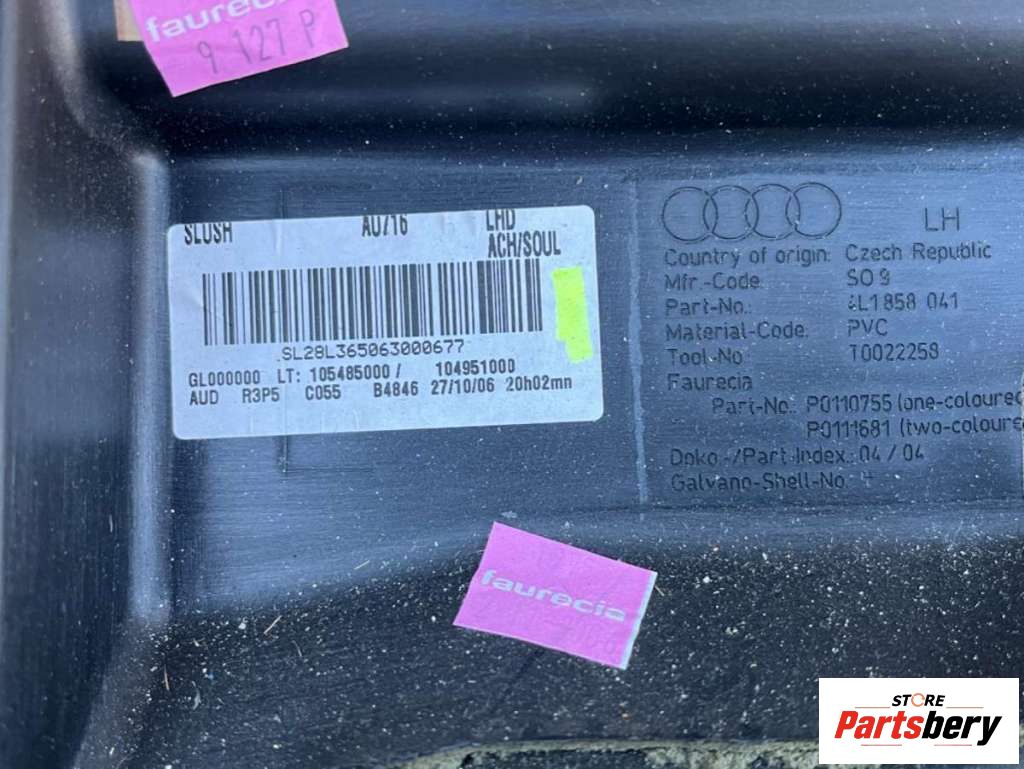 faurecia
9 127 P
SLUSH AU716 LHD
ACH/SOUL
SL28L365063000677
GL000000 LT: 105485000 / 104951000
AUD R3P5 C055 B4846 27/10/06 20h02mn
LH
Country of origin: Czech Republic
Mfr.-Code: SO 9
Part-No.: 4L1 858 041
Material-Code: PVC
Tool-No T0022258
Faurecia
Part-No.: P0110755 (one-coloured
P0111681 (two-coloure
Doko.-/Part-Index.: 04 / 04
Galvano-Shell-No. 4
faurecia
STORE
Partsbery